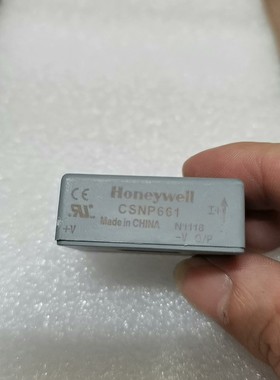 CE
Honeywell
CSNP661
Made in CHINA
N1110
+V
-V O/P